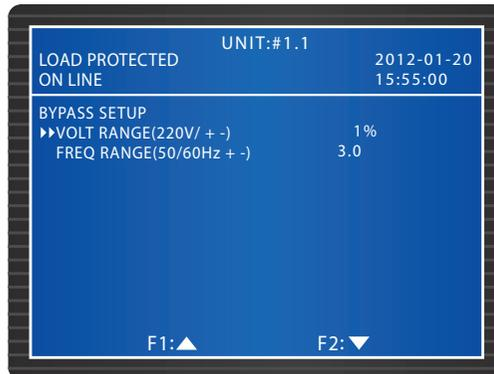 UNIT:#1.1
LOAD PROTECTED 2012-01-20
ON LINE 15:55:00
BYPASS SETUP
▶▶VOLT RANGE(220V/ + -) 1%
FREQ RANGE(50/60Hz + -) 3.0
F1:▲ F2:▼